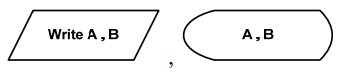 Write A , B , A , B